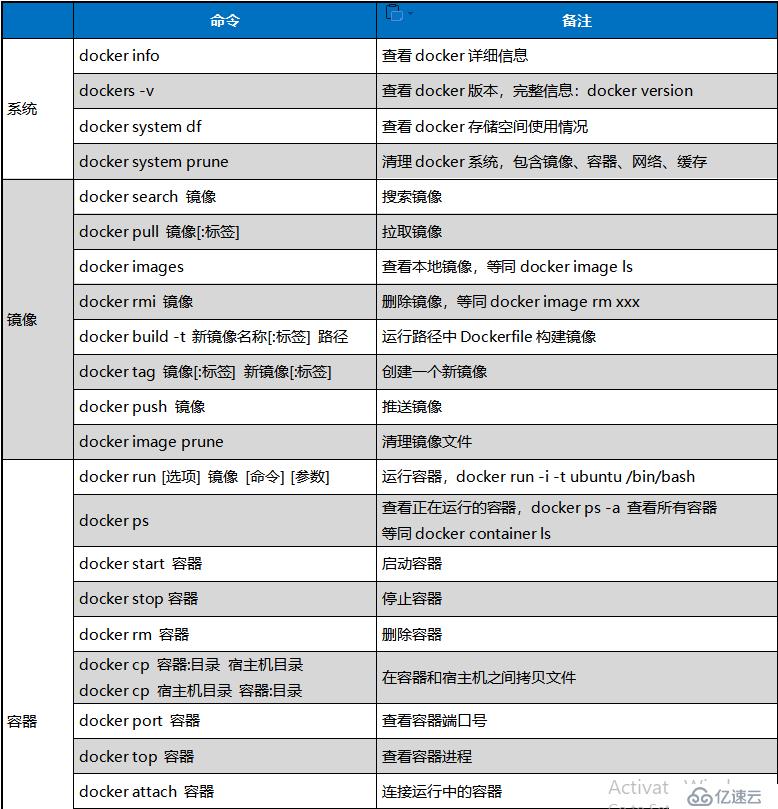 命令 备注
系统
docker info 查看 docker 详细信息
dockers -v 查看 docker 版本，完整信息：docker version
docker system df 查看 docker 存储空间使用情况
docker system prune 清理 docker 系统，包含镜像、容器、网络、缓存
镜像
docker search 镜像 搜索镜像
docker pull 镜像[:标签] 拉取镜像
docker images 查看本地镜像，等同 docker image ls
docker rmi 镜像 删除镜像，等同 docker image rm xxx
docker build -t 新镜像名称[:标签] 路径 运行路径中 Dockerfile 构建镜像
docker tag 镜像[:标签] 新镜像[:标签] 创建一个新镜像
docker push 镜像 推送镜像
docker image prune 清理镜像文件
容器
docker run [选项] 镜像 [命令] [参数] 运行容器，docker run -i -t ubuntu /bin/bash
docker ps 查看正在运行的容器，docker ps -a 查看所有容器
等同 docker container ls
docker start 容器 启动容器
docker stop 容器 停止容器
docker rm 容器 删除容器
docker cp 容器:目录 宿主机目录
docker cp 宿主机目录 容器:目录
在容器和宿主机之间拷贝文件
docker port 容器 查看容器端口号
docker top 容器 查看容器进程
docker attach 容器 连接运行中的容器
Activat
亿速云